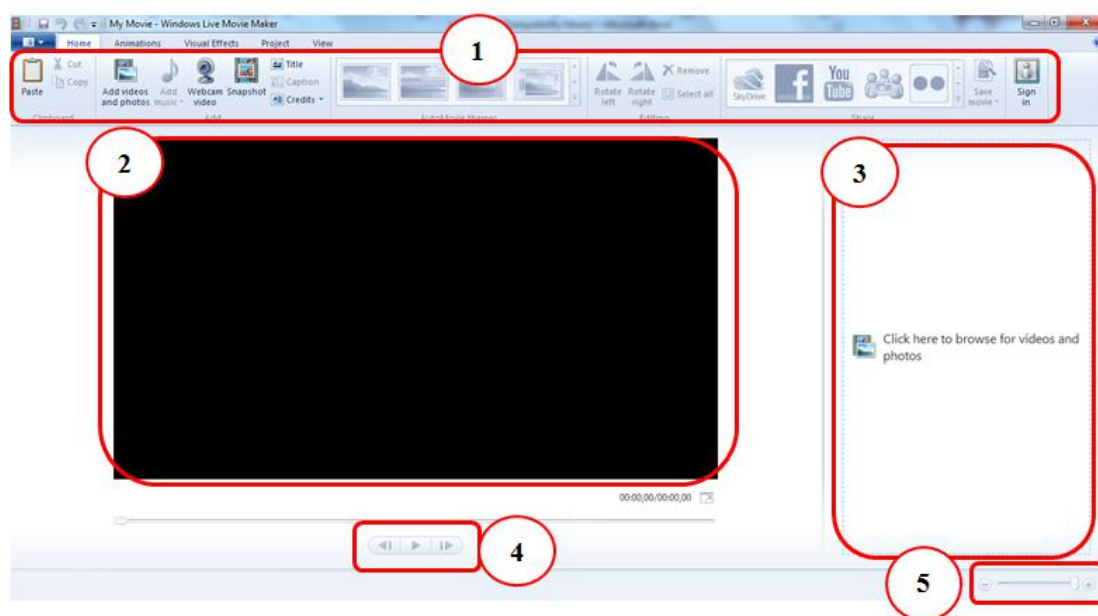 My Movie - Windows Live Movie Maker
Home Animations Visual Effects Project View
1
Paste
Cut
Copy
Clipboard
Add videos and photos
Add music
Webcam video
Snapshot
Title
Caption
Credits
Add
AutoMovie themes
Rotate left
Rotate right
Remove
Select all
Editing
SkyDrive
f
You Tube
Share
Save movie
Sign in
2
3
Click here to browse for videos and
photos
00:00,00/00:00,00
4
5